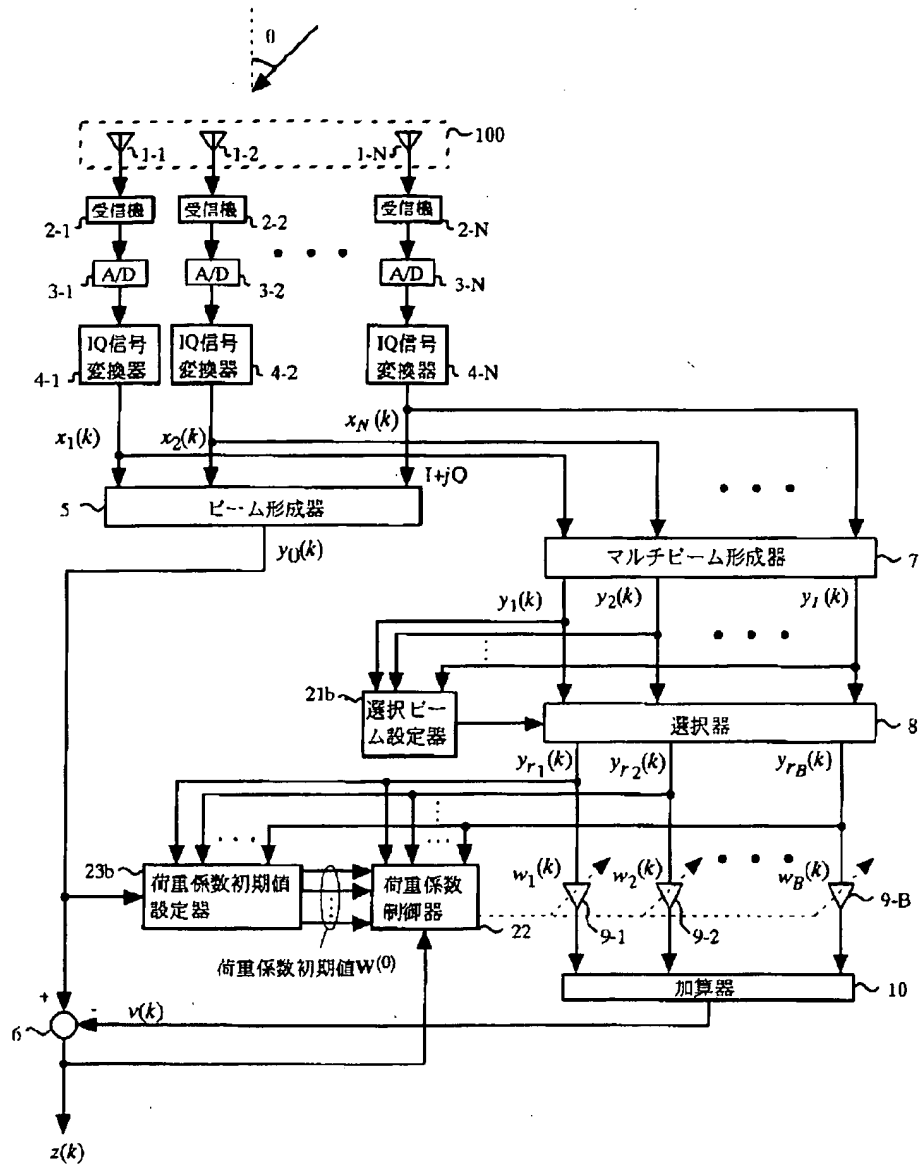 θ
100
1-1
1-2
1-N
受信機
受信機
受信機
2-1
2-2
2-N
A/D
A/D
A/D
3-1
3-2
3-N
IQ信号
変換器
IQ信号
変換器
IQ信号
変換器
4-1
4-2
4-N
x1(k)
x2(k)
xN(k)
I+jQ
5
ビーム形成器
y0(k)
マルチビーム形成器
7
y1(k)
y2(k)
yI(k)
21b
選択ビー
ム設定器
選択器
8
yr1(k)
yr2(k)
yrB(k)
23b
荷重係数初期値
設定器
荷重係数
制御器
22
w1(k)
w2(k)
wB(k)
9-1
9-2
9-B
荷重係数初期値W(0)
加算器
10
+
-
v(k)
6
z(k)